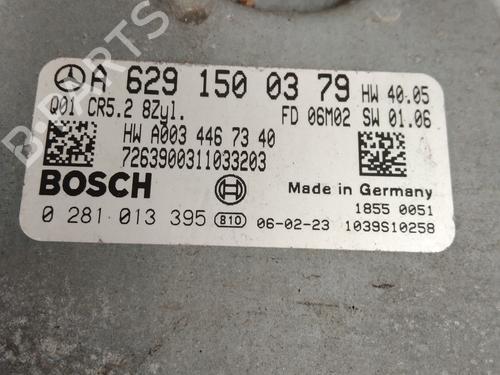 A 629 150 03 79 HW 40.05
Q01 CR5.2 8Zyl. FD 06M02 SW 01.06
HW A003 446 73 40
7263900311033203
BOSCH Made in Germany
0 281 013 395 B10 06-02-23 1855 0051
1039S10258